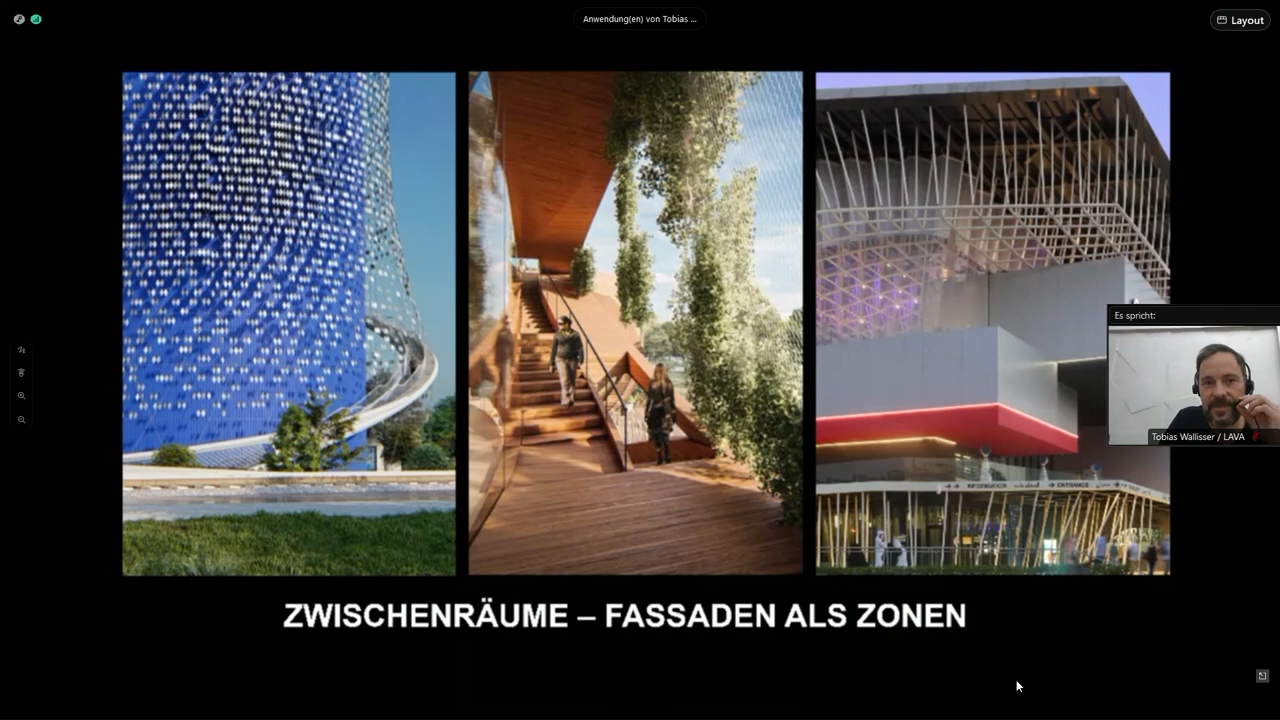 Anwendung(en) von Tobias ...
Layout
Es spricht:
Tobias Wallisser / LAVA
INFORMATION
ENTRANCE
ZWISCHENRÄUME – FASSADEN ALS ZONEN